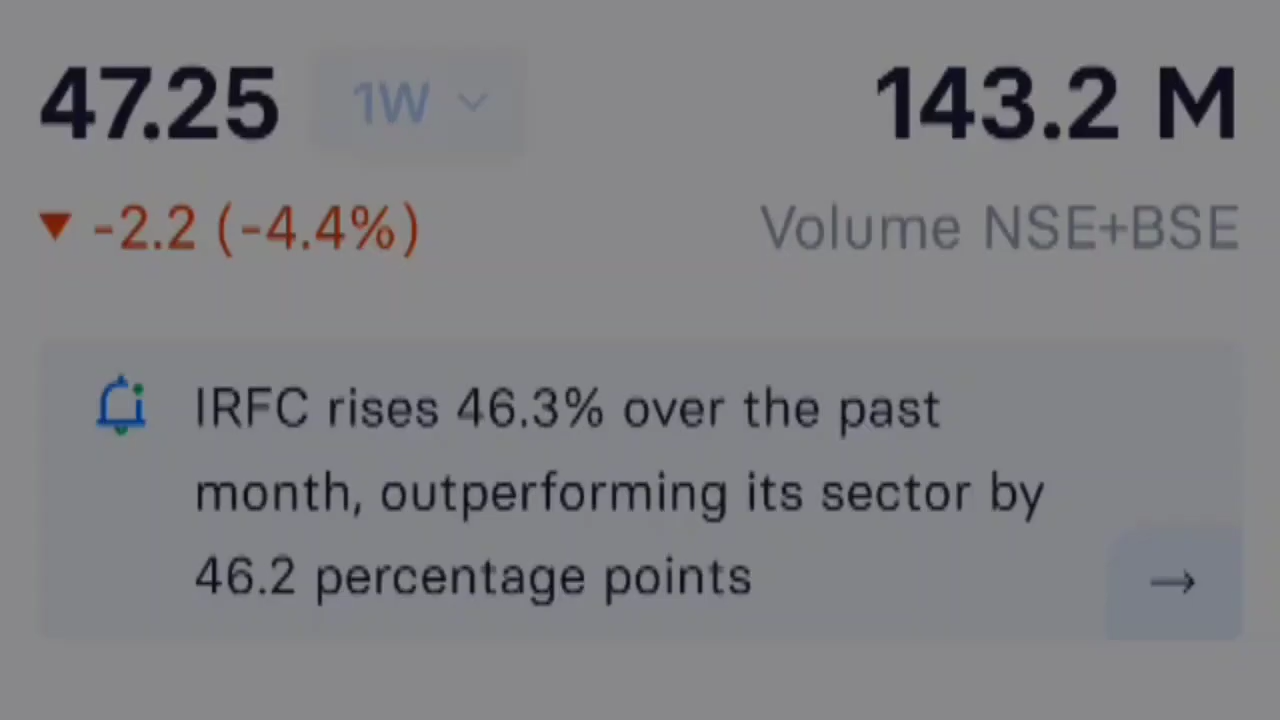 47.25 1W 143.2 M
-2.2 (-4.4%) Volume NSE+BSE
IRFC rises 46.3% over the past
month, outperforming its sector by
46.2 percentage points